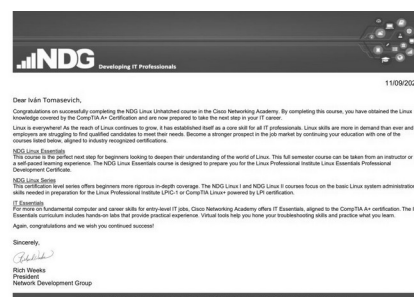 NDG Developing IT Professionals
11/09/202
Dear Iván Tomasevich,
Congratulations on successfully completing the NDG Linux Unhatched course in the Cisco Networking Academy. By completing this course, you have obtained the Linux
knowledge covered by the CompTIA A+ Certification and are now prepared to take the next step in your IT career.
Linux is everywhere! As the reach of Linux continues to grow, it has established itself as a core skill for all IT professionals. Linux skills are more in demand than ever and
employers are struggling to find qualified candidates to meet their needs. Become a stronger prospect in the job market by continuing your education with one of the
courses listed below, aligned to industry recognized certifications.
NDG Linux Essentials
This course is the perfect next step for beginners looking to deepen their understanding of the world of Linux. This full semester course can be taken from an instructor or
a self-paced learning experience. The NDG Linux Essentials course is designed to prepare you for the Linux Professional Institute Linux Essentials Professional
Development Certificate.
NDG Linux Series
This certification level series offers beginners more rigorous in-depth coverage. The NDG Linux I and NDG Linux II courses focus on the basic Linux system administration
skills needed in preparation for the Linux Professional Institute LPIC-1 or CompTIA Linux+ powered by LPI certification.
IT Essentials
For more on fundamental computer and career skills for entry-level IT jobs, Cisco Networking Academy offers IT Essentials, aligned to the CompTIA A+ certification. The I
Essentials curriculum includes hands-on labs that provide practical experience. Virtual tools help you hone your troubleshooting skills and practice what you learn.
Again, congratulations and we wish you continued success!
Sincerely,
Rich Weeks
President
Network Development Group